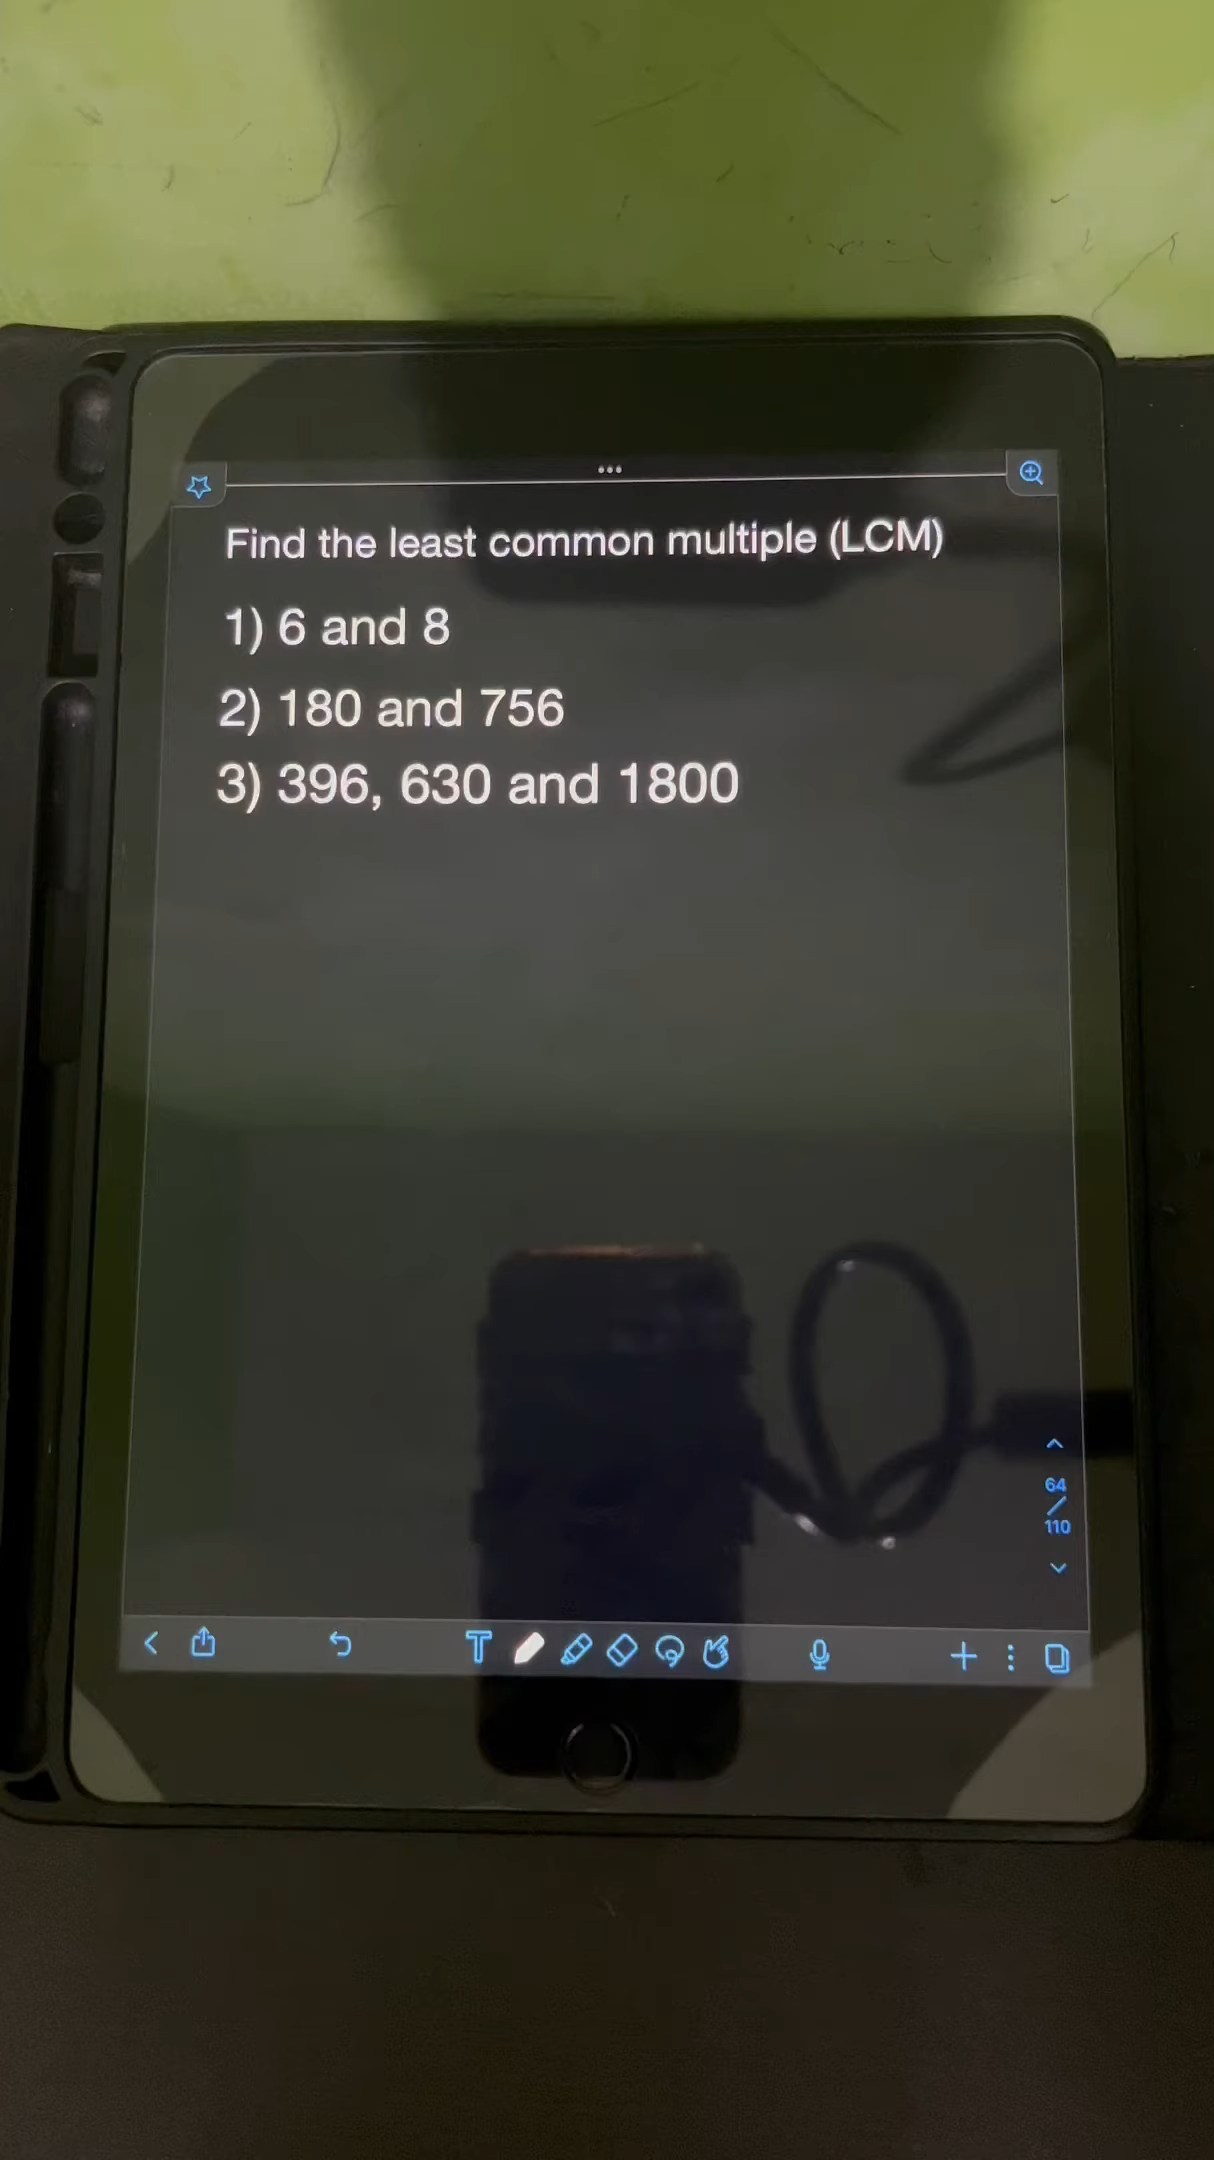 Find the least common multiple (LCM)
1) 6 and 8
2) 180 and 756
3) 396, 630 and 1800
64
/
110
T